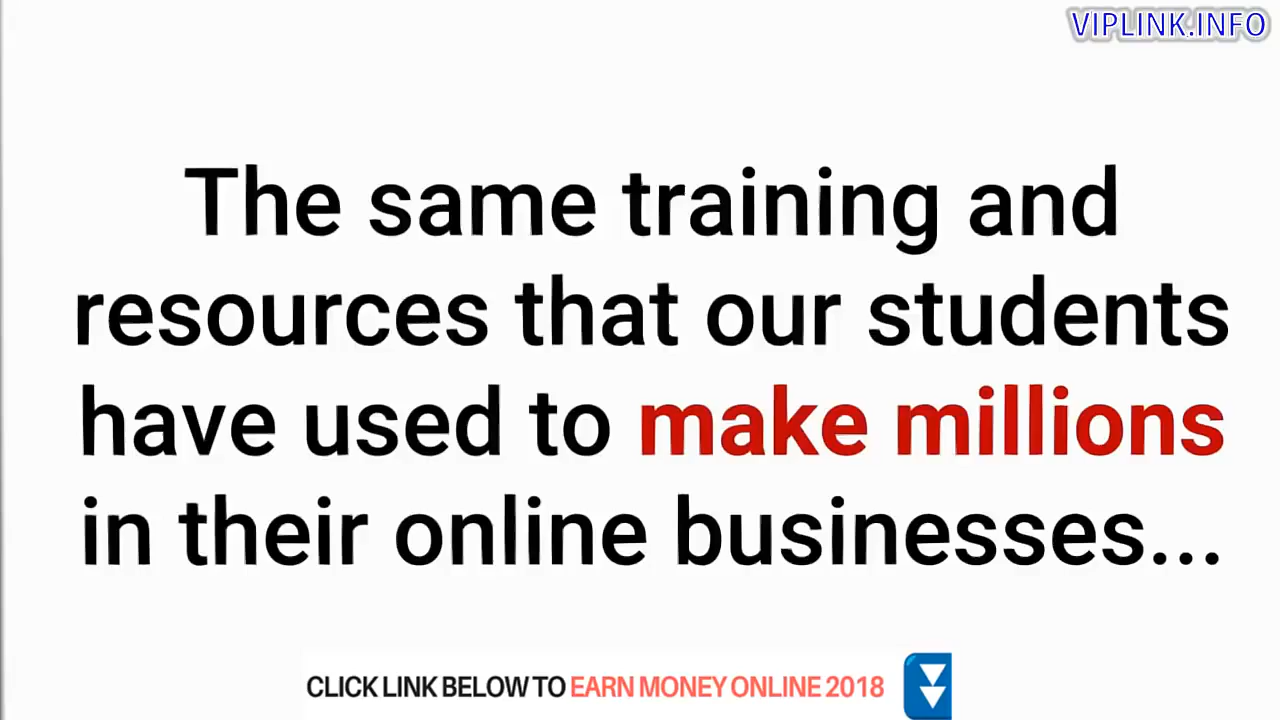 VIPLINK.INFO
The same training and
resources that our students
have used to make millions
in their online businesses...
CLICK LINK BELOW TO EARN MONEY ONLINE 2018